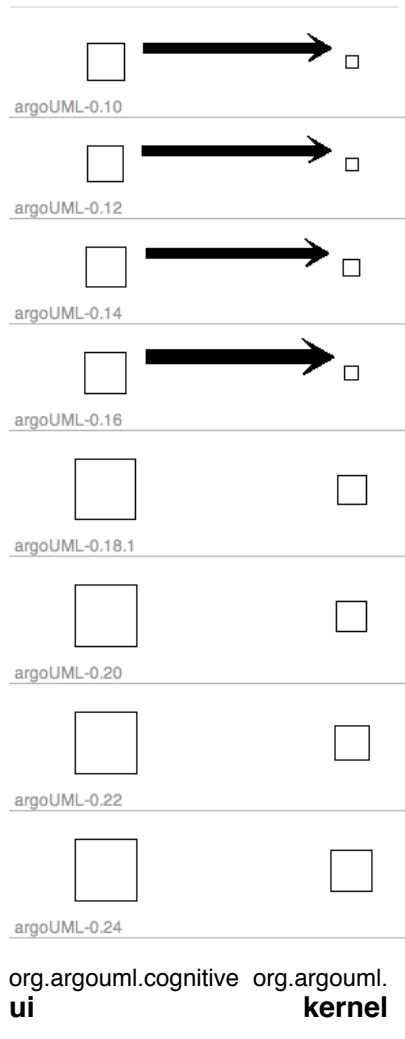 argoUML-0.10
argoUML-0.12
argoUML-0.14
argoUML-0.16
argoUML-0.18.1
argoUML-0.20
argoUML-0.22
argoUML-0.24
org.argouml.cognitive org.argouml.
ui kernel